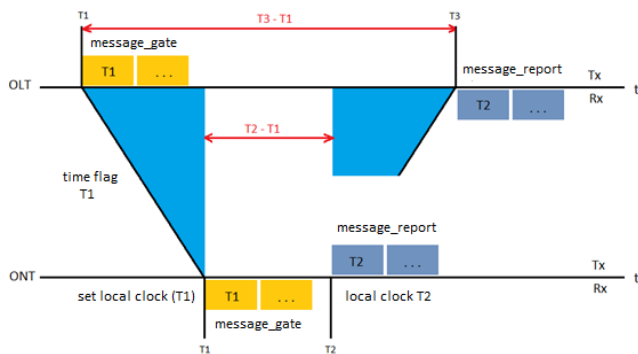 T1
T3
T3 - T1
message_gate
T1
. . .
message_report
Tx
OLT
t
Rx
T2
. . .
T2 - T1
time flag
T1
message_report
T2
. . .
Tx
ONT
t
Rx
set local clock (T1)
T1
. . .
local clock T2
message_gate
T1
T2